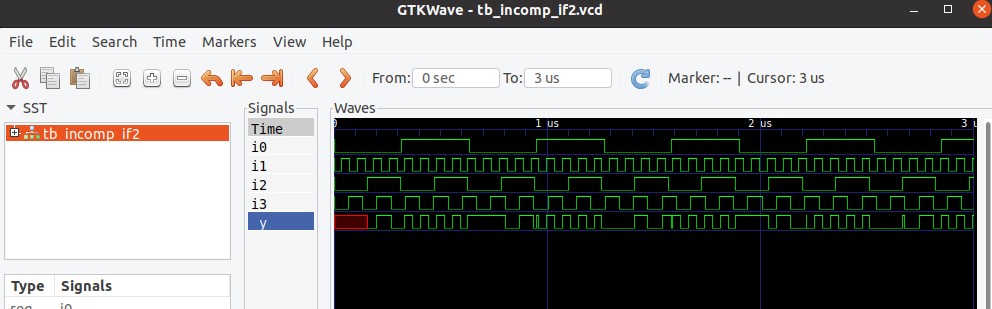 GTKWave - tb_incomp_if2.vcd
File Edit Search Time Markers View Help
From: 0 sec To: 3 us Marker: -- | Cursor: 3 us
SST
tb_incomp_if2
Signals
Time
i0
i1
i2
i3
y
Waves
0 1 us 2 us 3 u
Type Signals
reg i0